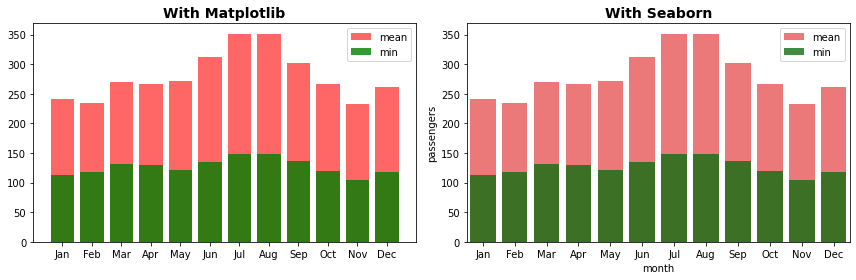 With Matplotlib
350
300
250
200
150
100
50
0
mean
min
Jan Feb Mar Apr May Jun Jul Aug Sep Oct Nov Dec
With Seaborn
passengers
350
300
250
200
150
100
50
0
mean
min
Jan Feb Mar Apr May Jun Jul Aug Sep Oct Nov Dec
month